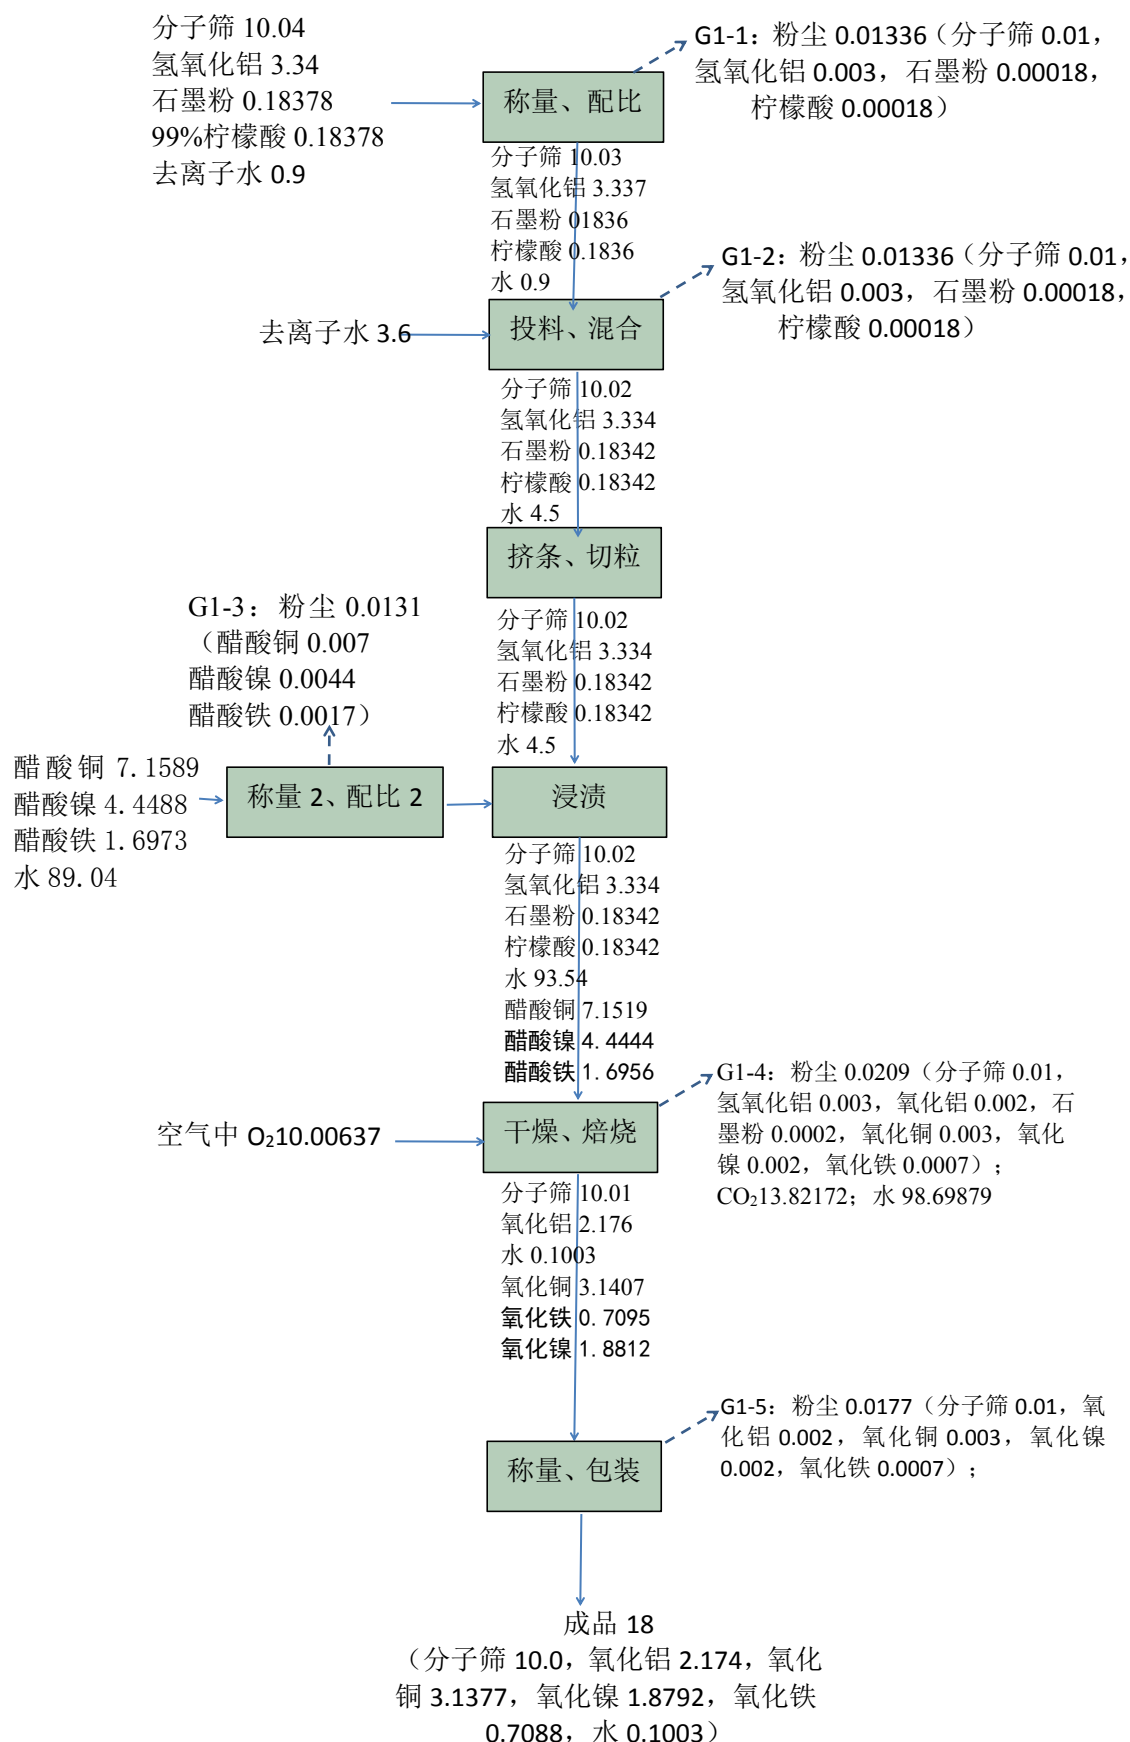 分子筛 10.04
氢氧化铝 3.34
石墨粉 0.18378
99%柠檬酸 0.18378
去离子水 0.9
称量、配比
G1-1：粉尘 0.01336（分子筛 0.01，
氢氧化铝 0.003，石墨粉 0.00018，
柠檬酸 0.00018）
分子筛 10.03
氢氧化铝 3.337
石墨粉 01836
柠檬酸 0.1836
水 0.9
G1-2：粉尘 0.01336（分子筛 0.01，
氢氧化铝 0.003，石墨粉 0.00018，
柠檬酸 0.00018）
去离子水 3.6
投料、混合
分子筛 10.02
氢氧化铝 3.334
石墨粉 0.18342
柠檬酸 0.18342
水 4.5
挤条、切粒
分子筛 10.02
氢氧化铝 3.334
石墨粉 0.18342
柠檬酸 0.18342
水 4.5
G1-3：粉尘 0.0131
（醋酸铜 0.007
醋酸镍 0.0044
醋酸铁 0.0017）
醋酸铜 7.1589
醋酸镍 4.4488
醋酸铁 1.6973
水 89.04
称量 2、配比 2
浸渍
分子筛 10.02
氢氧化铝 3.334
石墨粉 0.18342
柠檬酸 0.18342
水 93.54
醋酸铜 7.1519
醋酸镍 4.4444
醋酸铁 1.6956
空气中 O₂10.00637
干燥、焙烧
G1-4：粉尘 0.0209（分子筛 0.01，
氢氧化铝 0.003，氧化铝 0.002，石
墨粉 0.0002，氧化铜 0.003，氧化
镍 0.002，氧化铁 0.0007）；
CO₂13.82172；水 98.69879
分子筛 10.01
氧化铝 2.176
水 0.1003
氧化铜 3.1407
氧化铁 0.7095
氧化镍 1.8812
G1-5：粉尘 0.0177（分子筛 0.01，氧
化铝 0.002，氧化铜 0.003，氧化镍
0.002，氧化铁 0.0007）；
称量、包装
成品 18
（分子筛 10.0，氧化铝 2.174，氧化
铜 3.1377，氧化镍 1.8792，氧化铁
0.7088，水 0.1003）